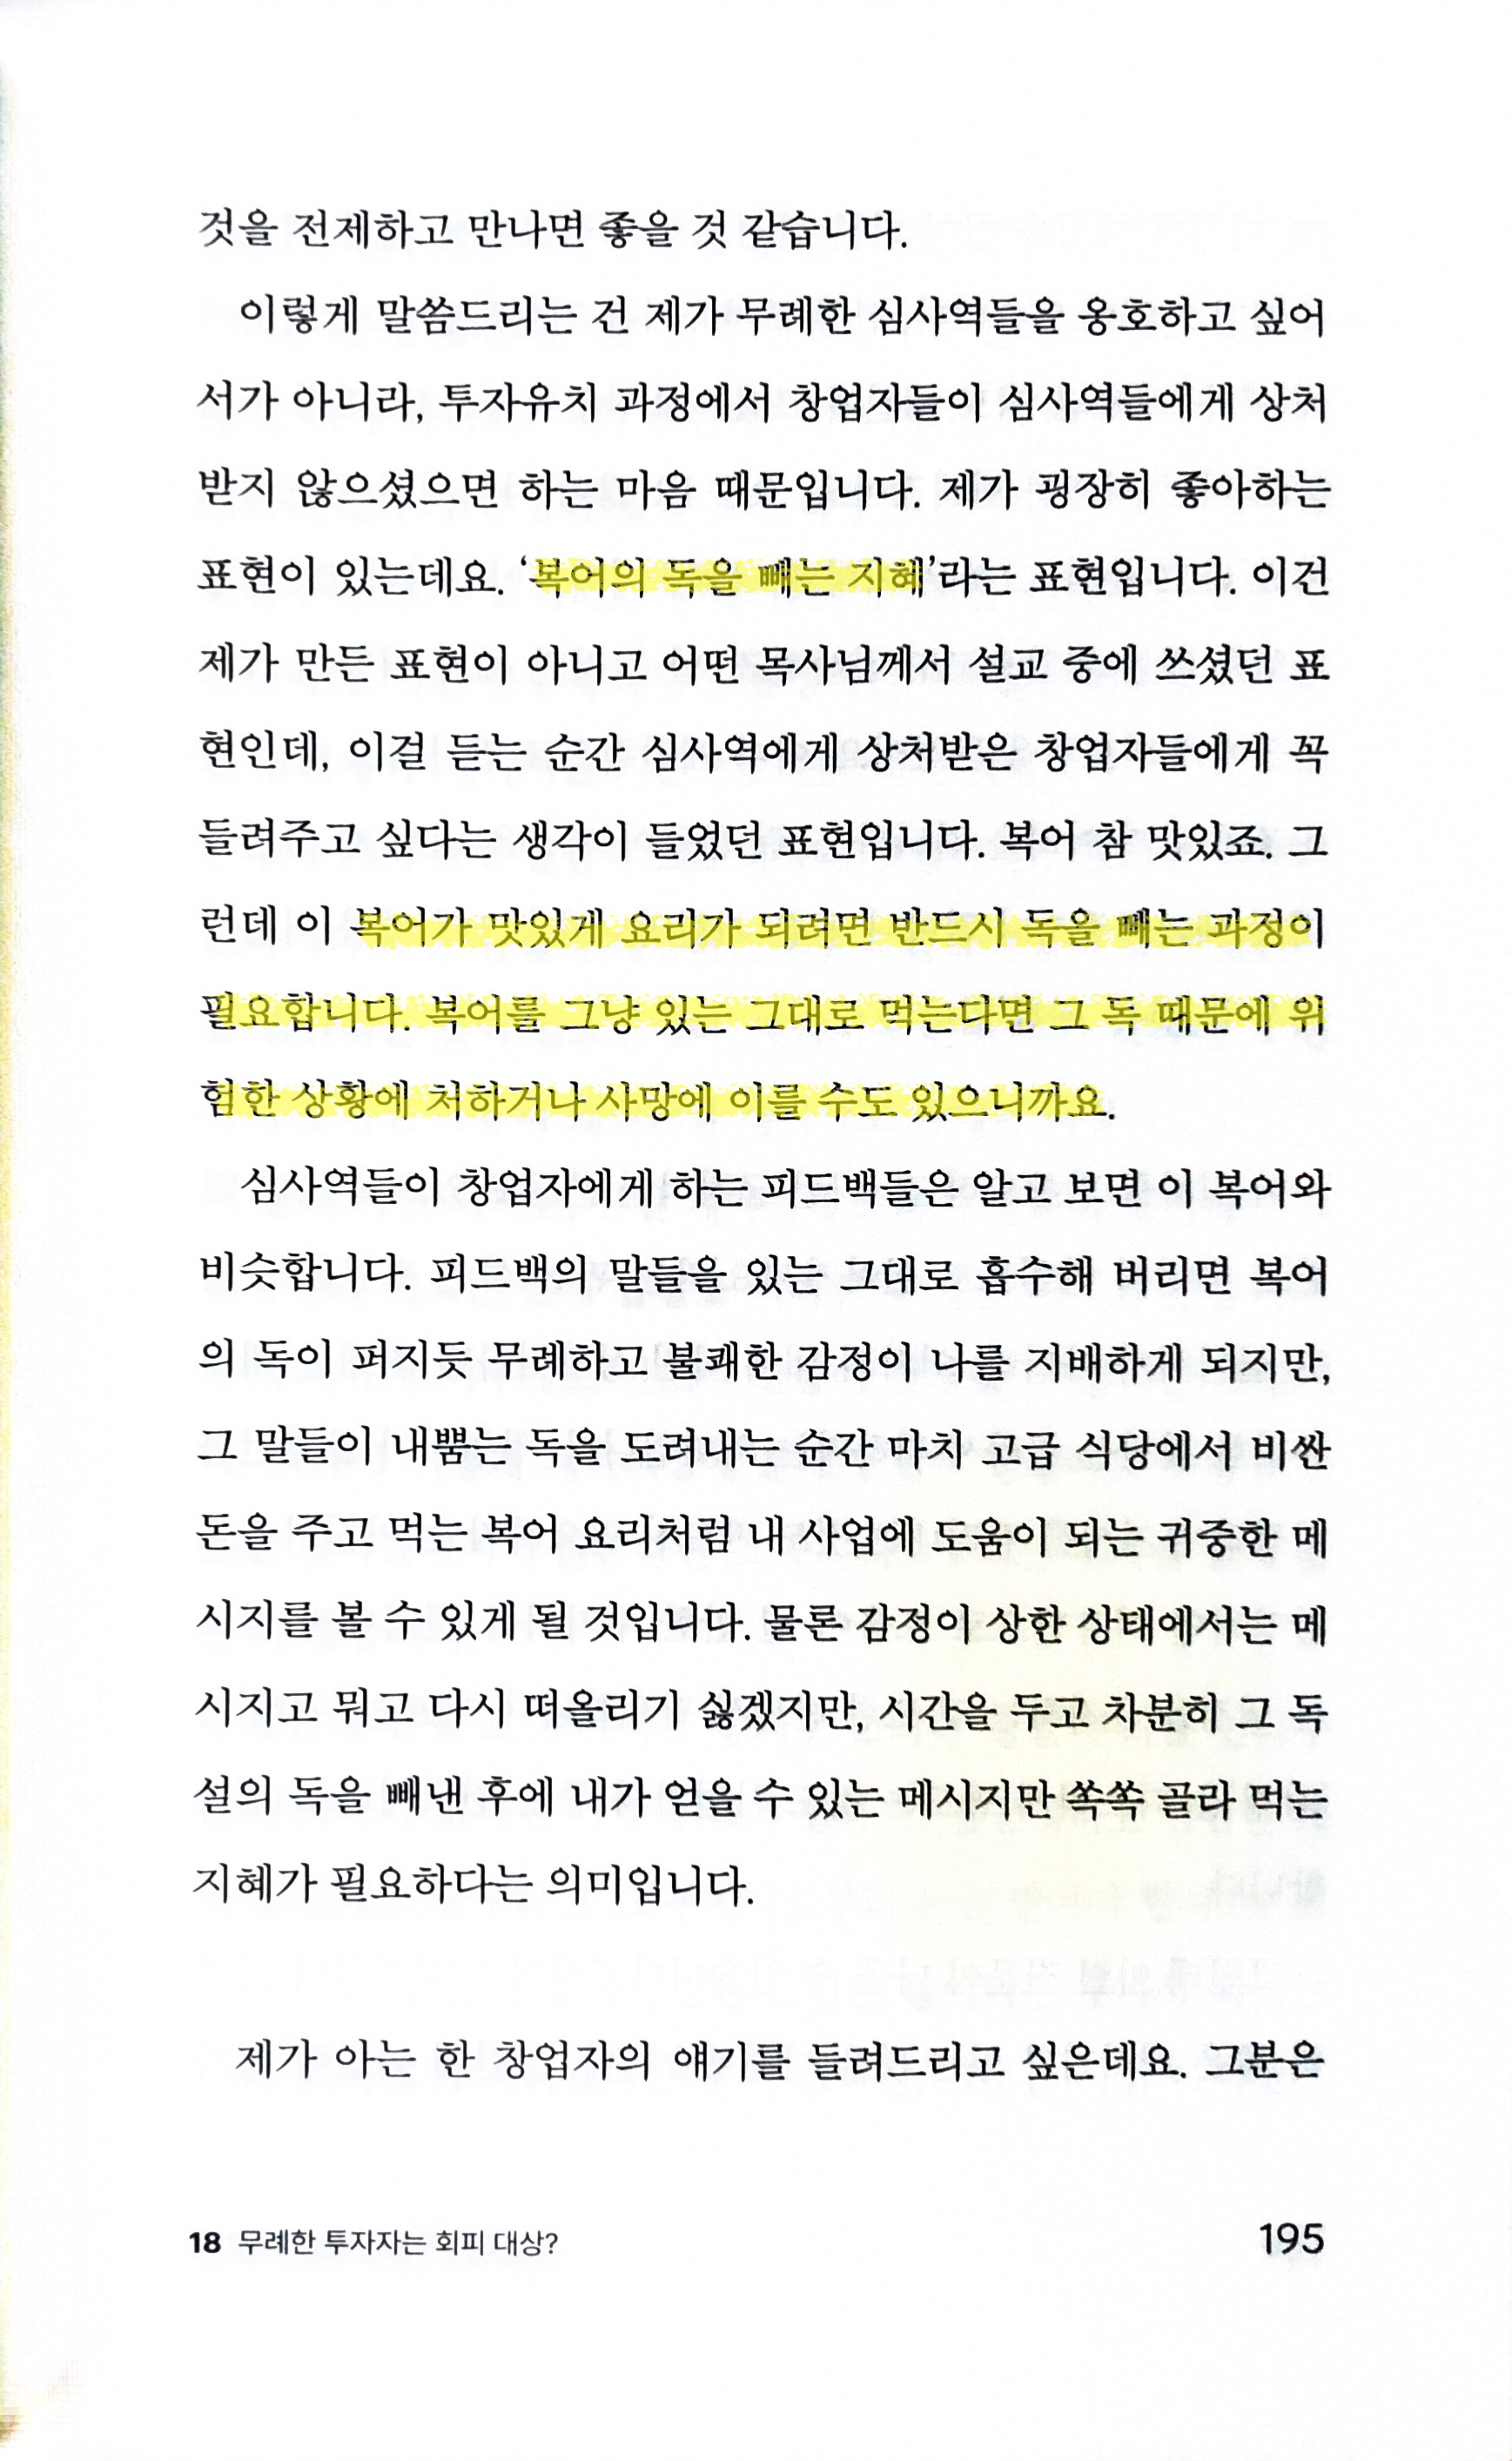 것을 전제하고 만나면 좋을 것 같습니다.
이렇게 말씀드리는 건 제가 무례한 심사역들을 옹호하고 싶어
서가 아니라, 투자유치 과정에서 창업자들이 심사역들에게 상처
받지 않으셨으면 하는 마음 때문입니다. 제가 굉장히 좋아하는
표현이 있는데요. ‘복어의 독을 빼는 지혜’라는 표현입니다. 이건
제가 만든 표현이 아니고 어떤 목사님께서 설교 중에 쓰셨던 표
현인데, 이걸 듣는 순간 심사역에게 상처받은 창업자들에게 꼭
들려주고 싶다는 생각이 들었던 표현입니다. 복어 참 맛있죠. 그
런데 이 복어가 맛있게 요리가 되려면 반드시 독을 빼는 과정이
필요합니다. 복어를 그냥 있는 그대로 먹는다면 그 독 때문에 위
험한 상황에 처하거나 사망에 이를 수도 있으니까요.
심사역들이 창업자에게 하는 피드백들은 알고 보면 이 복어와
비슷합니다. 피드백의 말들을 있는 그대로 흡수해 버리면 복어
의 독이 퍼지듯 무례하고 불쾌한 감정이 나를 지배하게 되지만,
그 말들이 내뿜는 독을 도려내는 순간 마치 고급 식당에서 비싼
돈을 주고 먹는 복어 요리처럼 내 사업에 도움이 되는 귀중한 메
시지를 볼 수 있게 될 것입니다. 물론 감정이 상한 상태에서는 메
시지고 뭐고 다시 떠올리기 싫겠지만, 시간을 두고 차분히 그 독
설의 독을 빼낸 후에 내가 얻을 수 있는 메시지만 쏙쏙 골라 먹는
지혜가 필요하다는 의미입니다.
제가 아는 한 창업자의 얘기를 들려드리고 싶은데요. 그분은
18 무례한 투자자는 회피 대상?
195